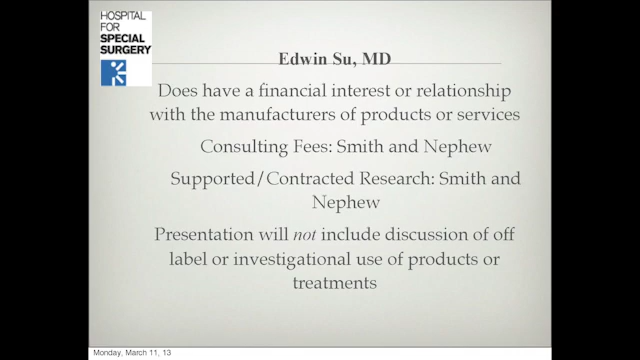 HOSPITAL
FOR
SPECIAL
SURGERY
Edwin Su, MD
Does have a financial interest or relationship
with the manufacturers of products or services
Consulting Fees: Smith and Nephew
Supported/Contracted Research: Smith and
Nephew
Presentation will not include discussion of off
label or investigational use of products or
treatments
Monday, March 11, 13